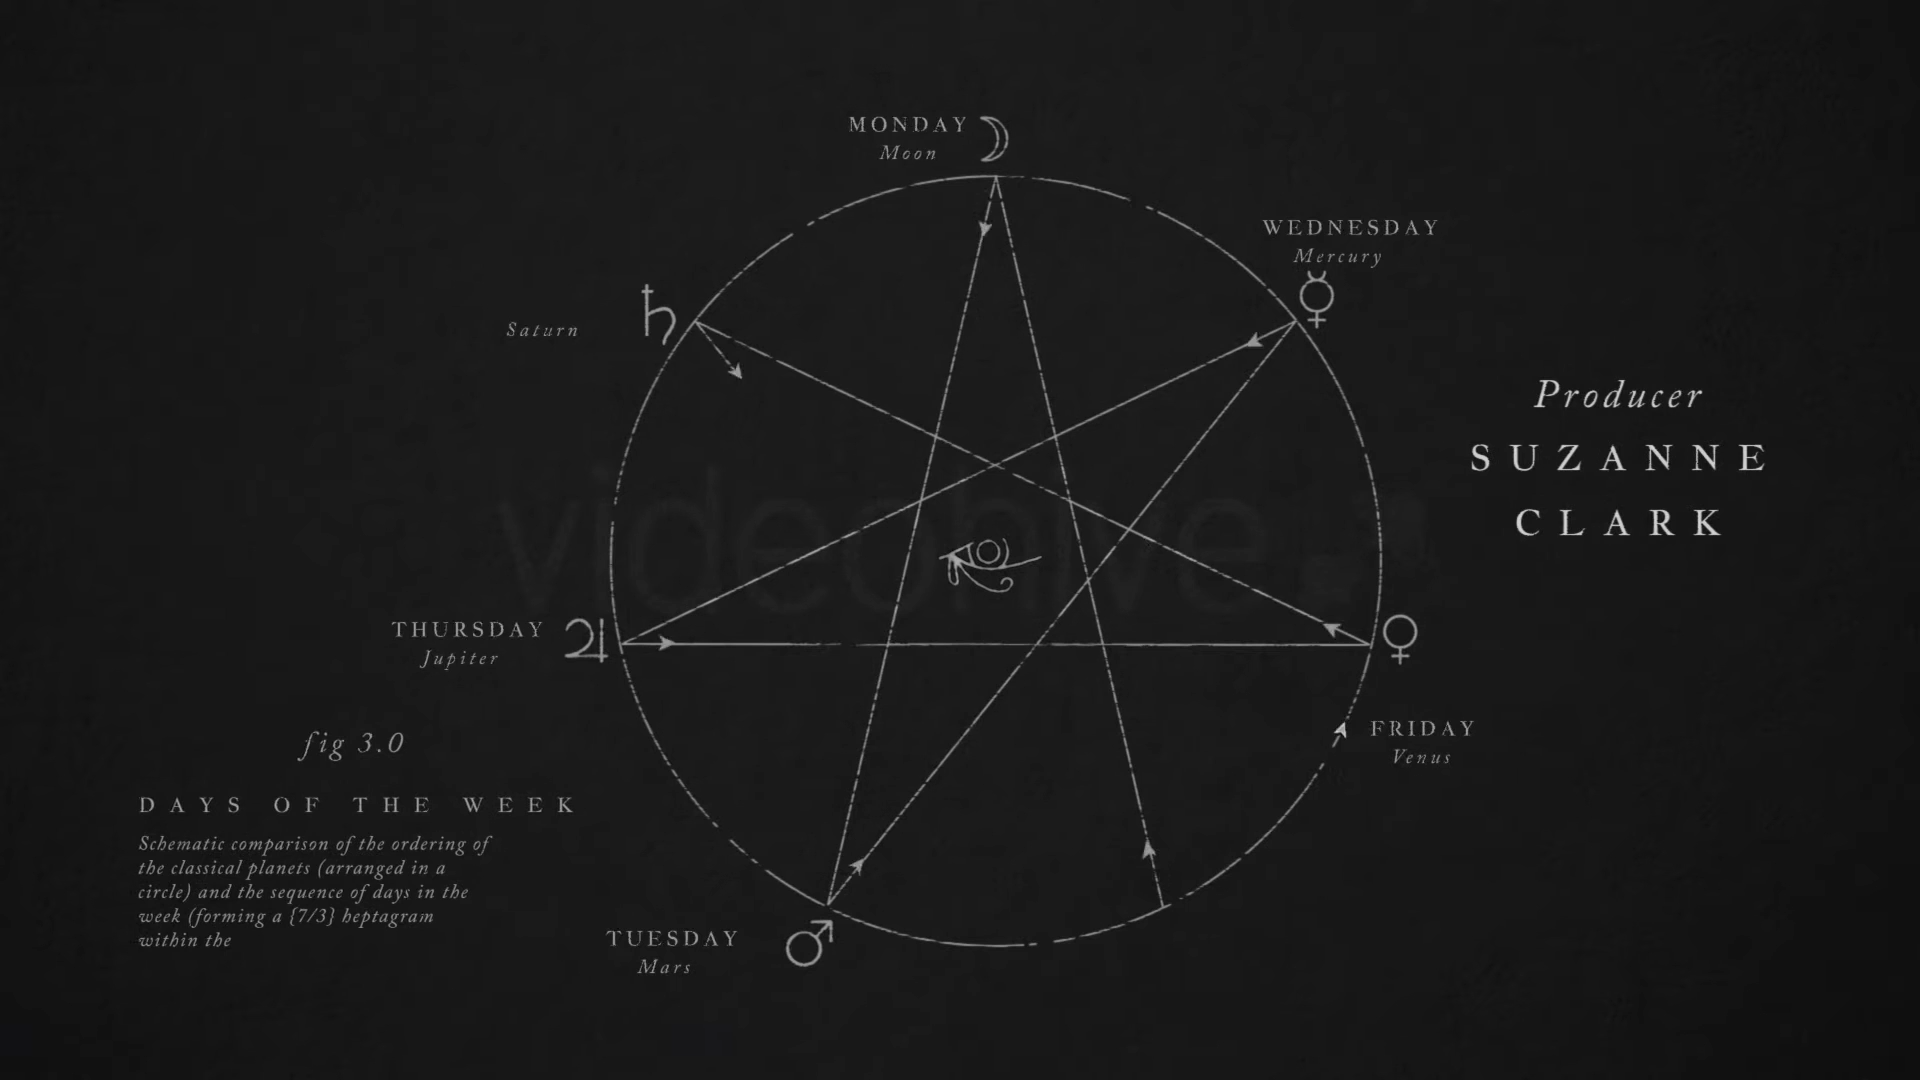 MONDAY
Moon
WEDNESDAY
Mercury
Saturn
Producer
SUZANNE
CLARK
videohive
THURSDAY
Jupiter
FRIDAY
Venus
fig 3.0
DAYS OF THE WEEK
Schematic comparison of the ordering of
the classical planets (arranged in a
circle) and the sequence of days in the
week (forming a {7/3} heptagram
within the
TUESDAY
Mars